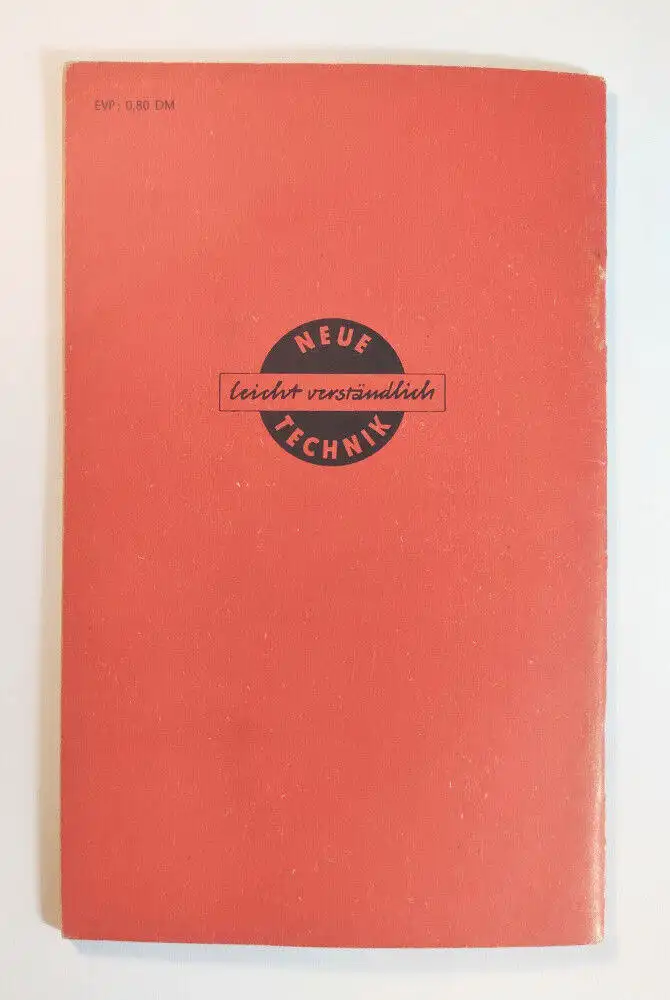 EVP: 0,80 DM
NEUE
leicht verständlich
TECHNIK